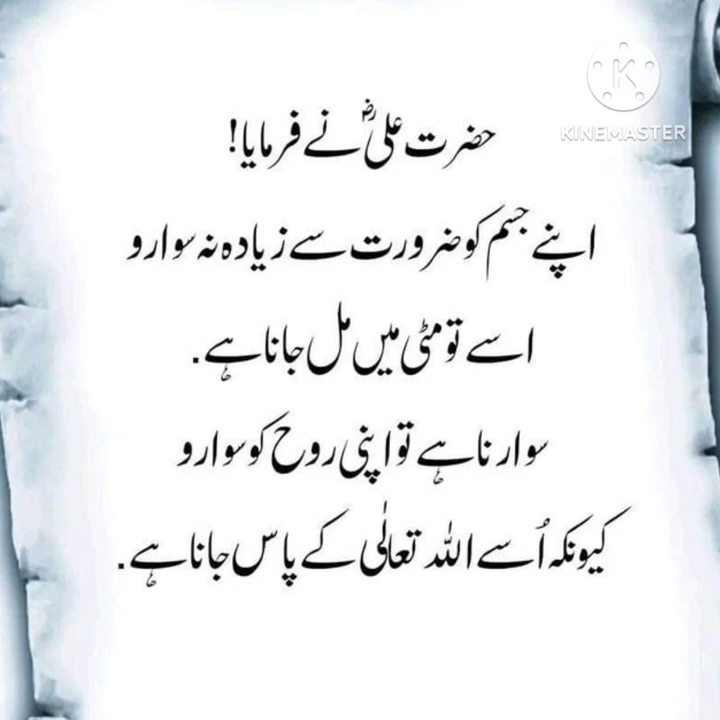 KINEMASTER
حضرت علیؓ نے فرمایا!
اپنے جسم کو ضرورت سے زیادہ نہ سوارو
اسے تو مٹی میں مل جانا ہے.
سوارنا ہے تو اپنی روح کو سوارو
کیونکہ اُسے اللہ تعالٰی کے پاس جانا ہے.